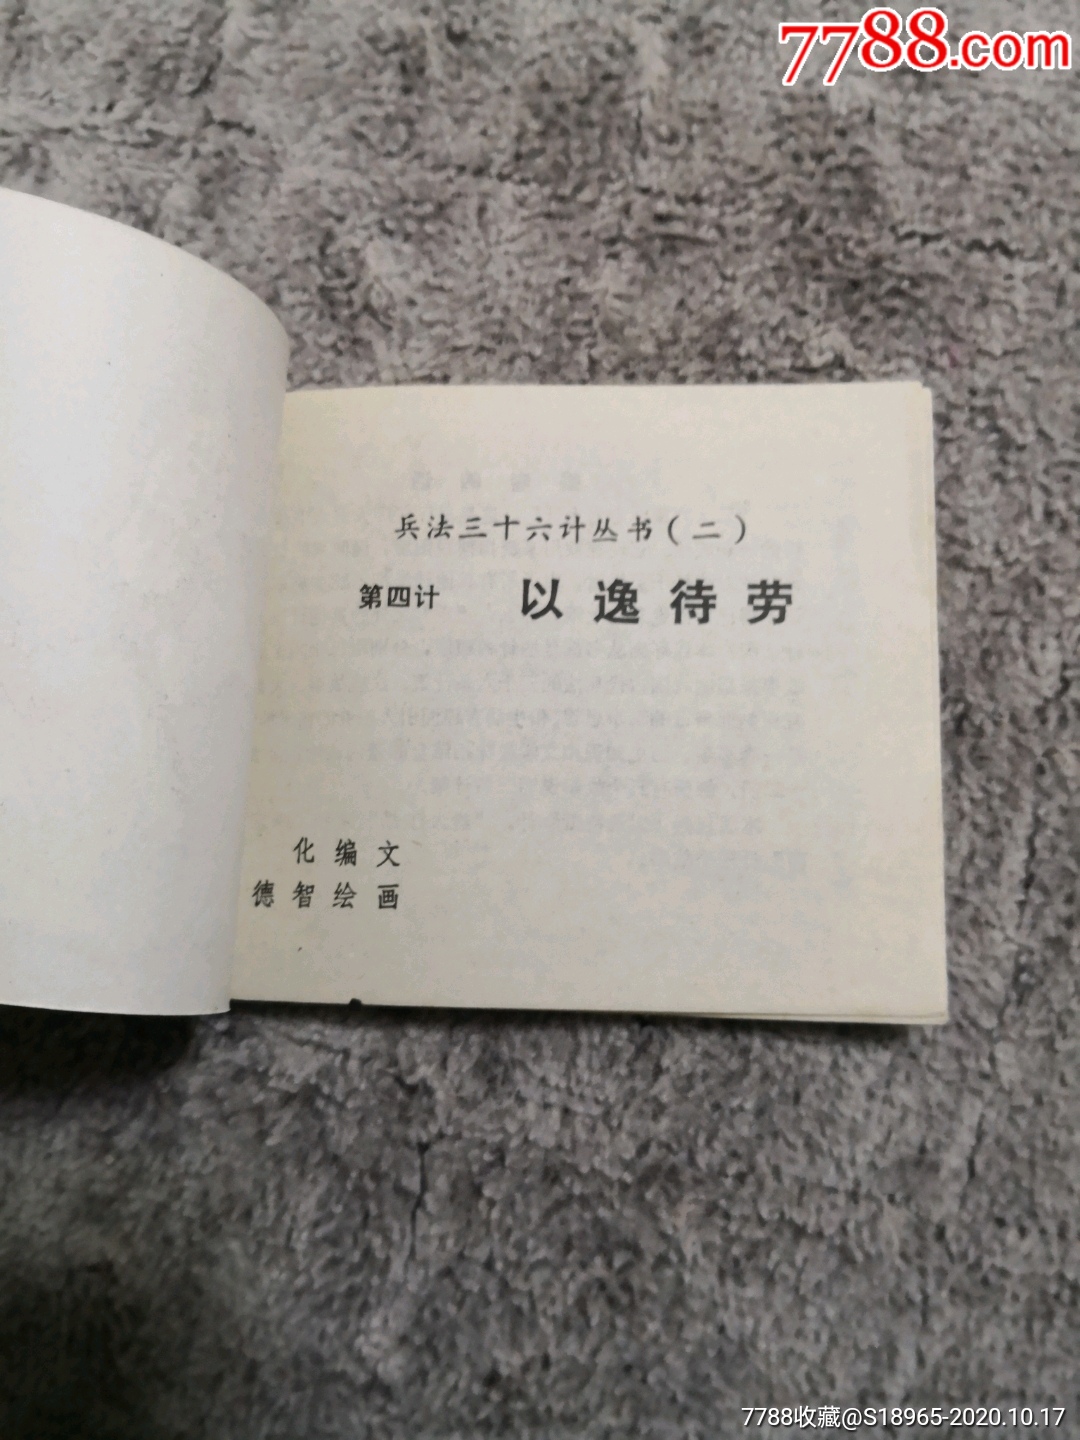 7788.com
兵法三十六计丛书(二)
第四计 以逸待劳
化编文
德智绘画
7788收藏@S18965-2020.10.17